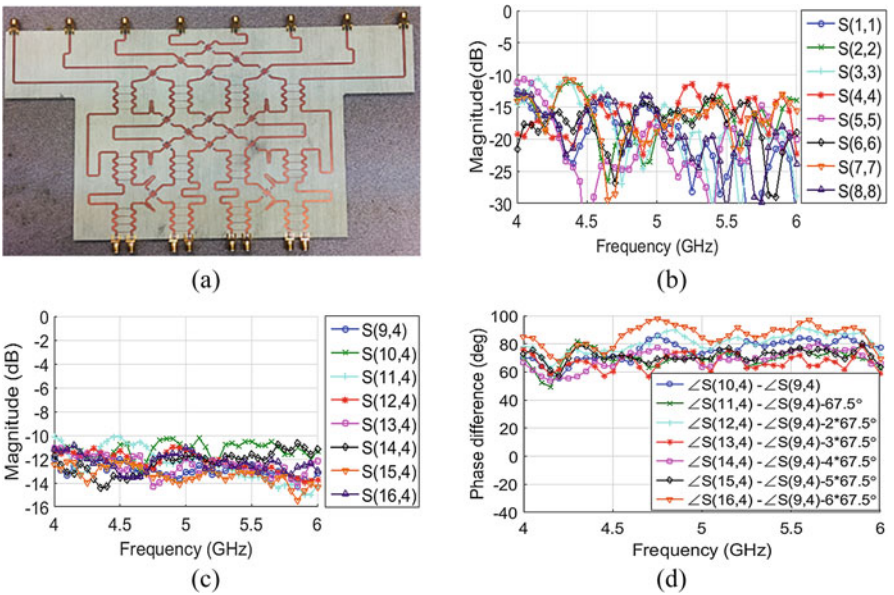 0
-5
-10
-15
-20
-25
-30
Magnitude(dB)
4
4.5
5
5.5
6
Frequency (GHz)
S(1,1)
S(2,2)
S(3,3)
S(4,4)
S(5,5)
S(6,6)
S(7,7)
S(8,8)
(a)
(b)
0
-2
-4
-6
-8
-10
-12
-14
-16
Magnitude (dB)
4
4.5
5
5.5
6
Frequency (GHz)
S(9,4)
S(10,4)
S(11,4)
S(12,4)
S(13,4)
S(14,4)
S(15,4)
S(16,4)
100
80
60
40
20
0
-20
-40
Phase difference (deg)
∠S(10,4) -∠S(9,4)
∠S(11,4) -∠S(9,4)-67.5°
∠S(12,4) -∠S(9,4)-2*67.5°
∠S(13,4) -∠S(9,4)-3*67.5°
∠S(14,4) -∠S(9,4)-4*67.5°
∠S(15,4) -∠S(9,4)-5*67.5°
∠S(16,4) -∠S(9,4)-6*67.5°
4
4.5
5
5.5
6
Frequency (GHz)
(c)
(d)